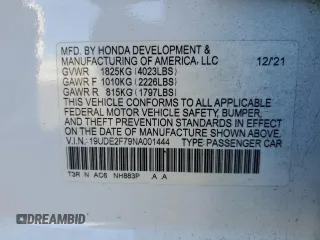 MFD. BY HONDA DEVELOPMENT &
MANUFACTURING OF AMERICA, LLC 12/21
GVWR 1825KG (4023LBS)
GAWR F 1010KG (2226LBS)
GAWR R 815KG (1797LBS)
THIS VEHICLE CONFORMS TO ALL APPLICABLE
FEDERAL MOTOR VEHICLE SAFETY, BUMPER,
AND THEFT PREVENTION STANDARDS IN EFFECT
ON THE DATE OF MANUFACTURE SHOWN ABOVE.
V.I.N.: 19UDE2F79NA001444 TYPE: PASSENGER CAR
T3R N AC6 NH883P A A
© DREAMBID.COM